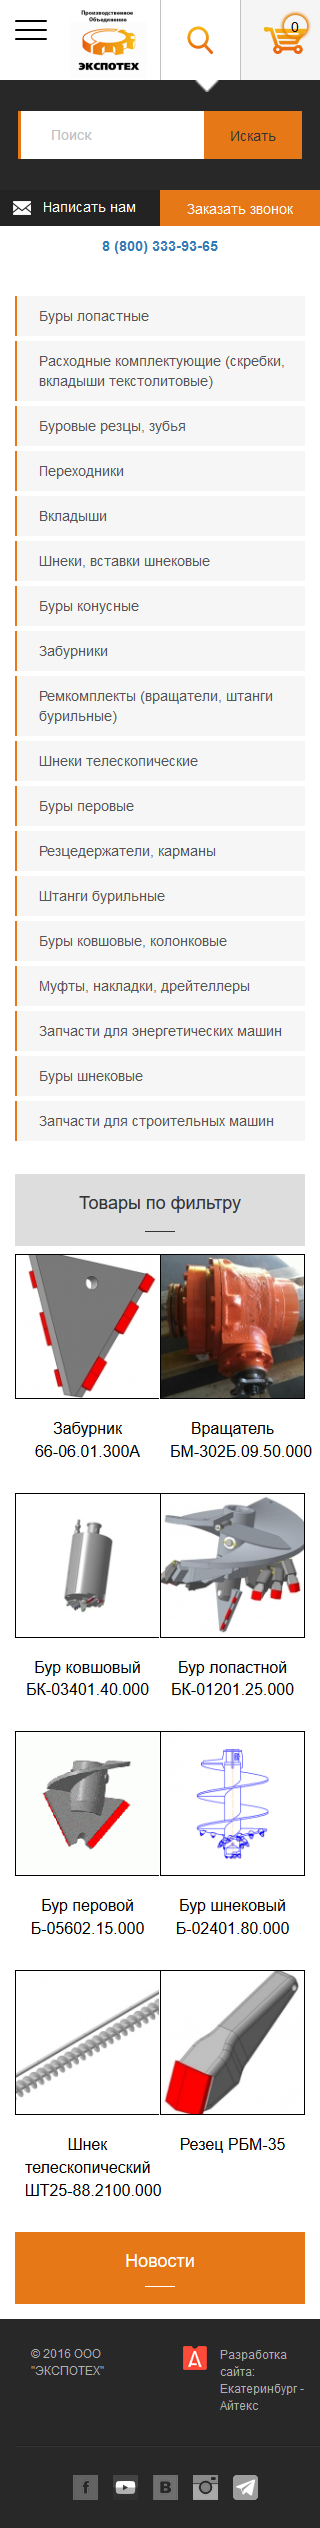 Производственное
Объединение
ЭКСПОТЕХ
0
Поиск
Искать
Написать нам
Заказать звонок
8 (800) 333-93-65
Буры лопастные
Расходные комплектующие (скребки,
вкладыши текстолитовые)
Буровые резцы, зубья
Переходники
Вкладыши
Шнеки, вставки шнековые
Буры конусные
Забурники
Ремкомплекты (вращатели, штанги
бурильные)
Шнеки телескопические
Буры перовые
Резцедержатели, карманы
Штанги бурильные
Буры ковшовые, колонковые
Муфты, накладки, дрейтеллеры
Запчасти для энергетических машин
Буры шнековые
Запчасти для строительных машин
Товары по фильтру
Забурник
66-06.01.300А
Вращатель
БМ-302Б.09.50.000
Бур ковшовый
БК-03401.40.000
Бур лопастной
БК-01201.25.000
Бур перовой
Б-05602.15.000
Бур шнековый
Б-02401.80.000
Шнек
телескопический
ШТ25-88.2100.000
Резец РБМ-35
Новости
© 2016 ООО
"ЭКСПОТЕХ"
Разработка
сайта:
Екатеринбург -
Айтекс